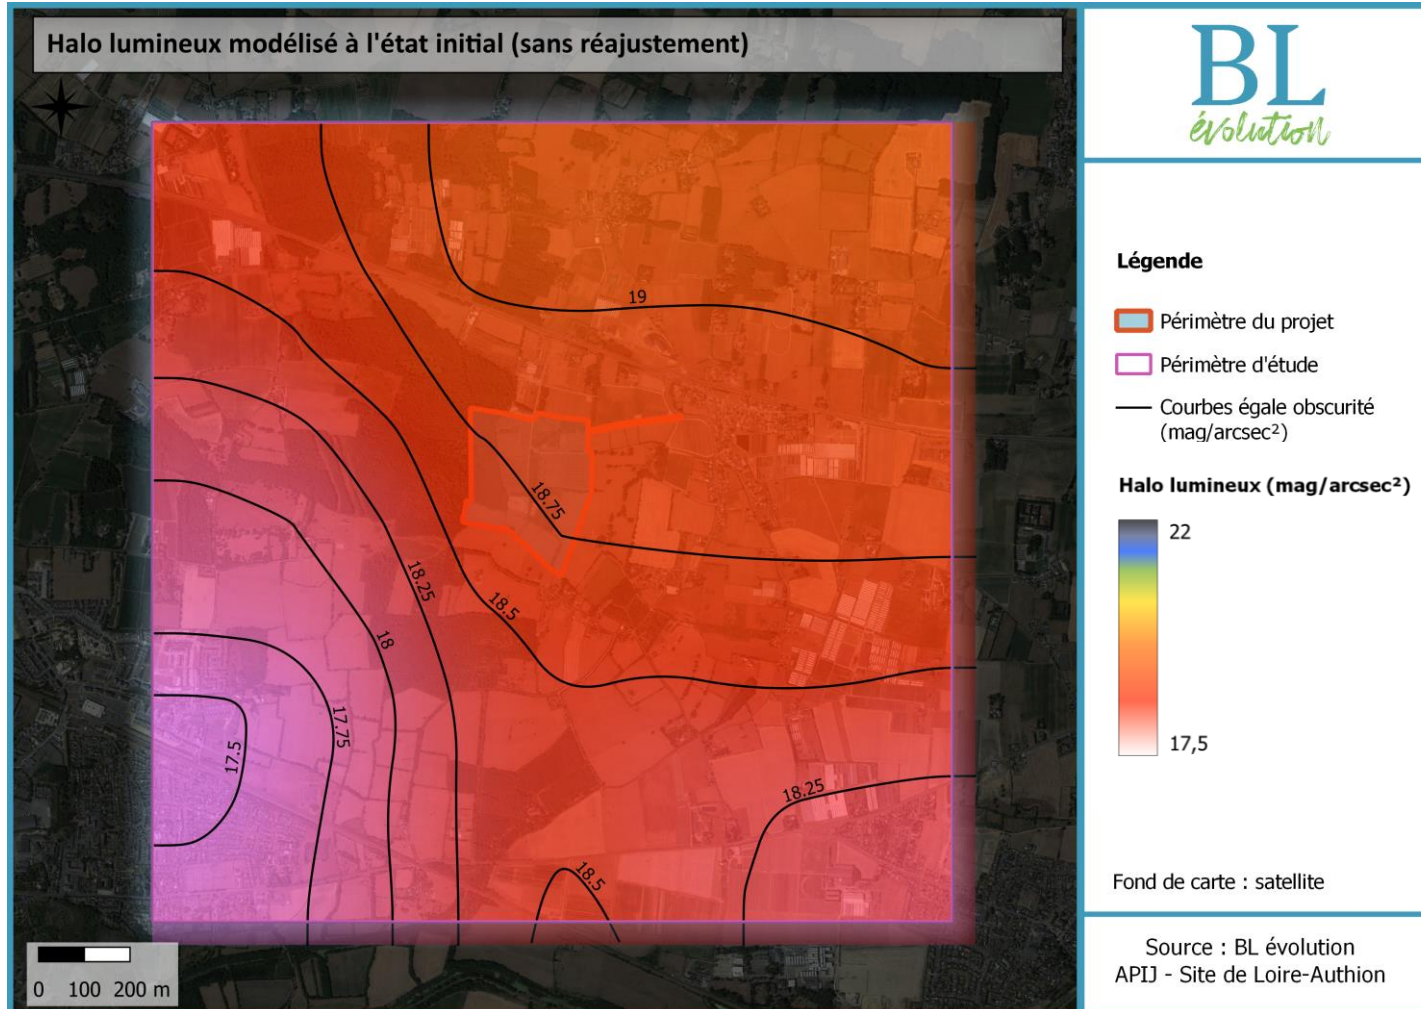 Halo lumineux modélisé à l'état initial (sans réajustement)
19
18.75
18.25
18.5
18
17.75
17.5
18.25
18.5
0 100 200 m
BL
évolution
Légende
Périmètre du projet
Périmètre d'étude
Courbes égale obscurité
(mag/arcsec²)
Halo lumineux (mag/arcsec²)
22
17,5
Fond de carte : satellite
Source : BL évolution
APIJ - Site de Loire-Authion